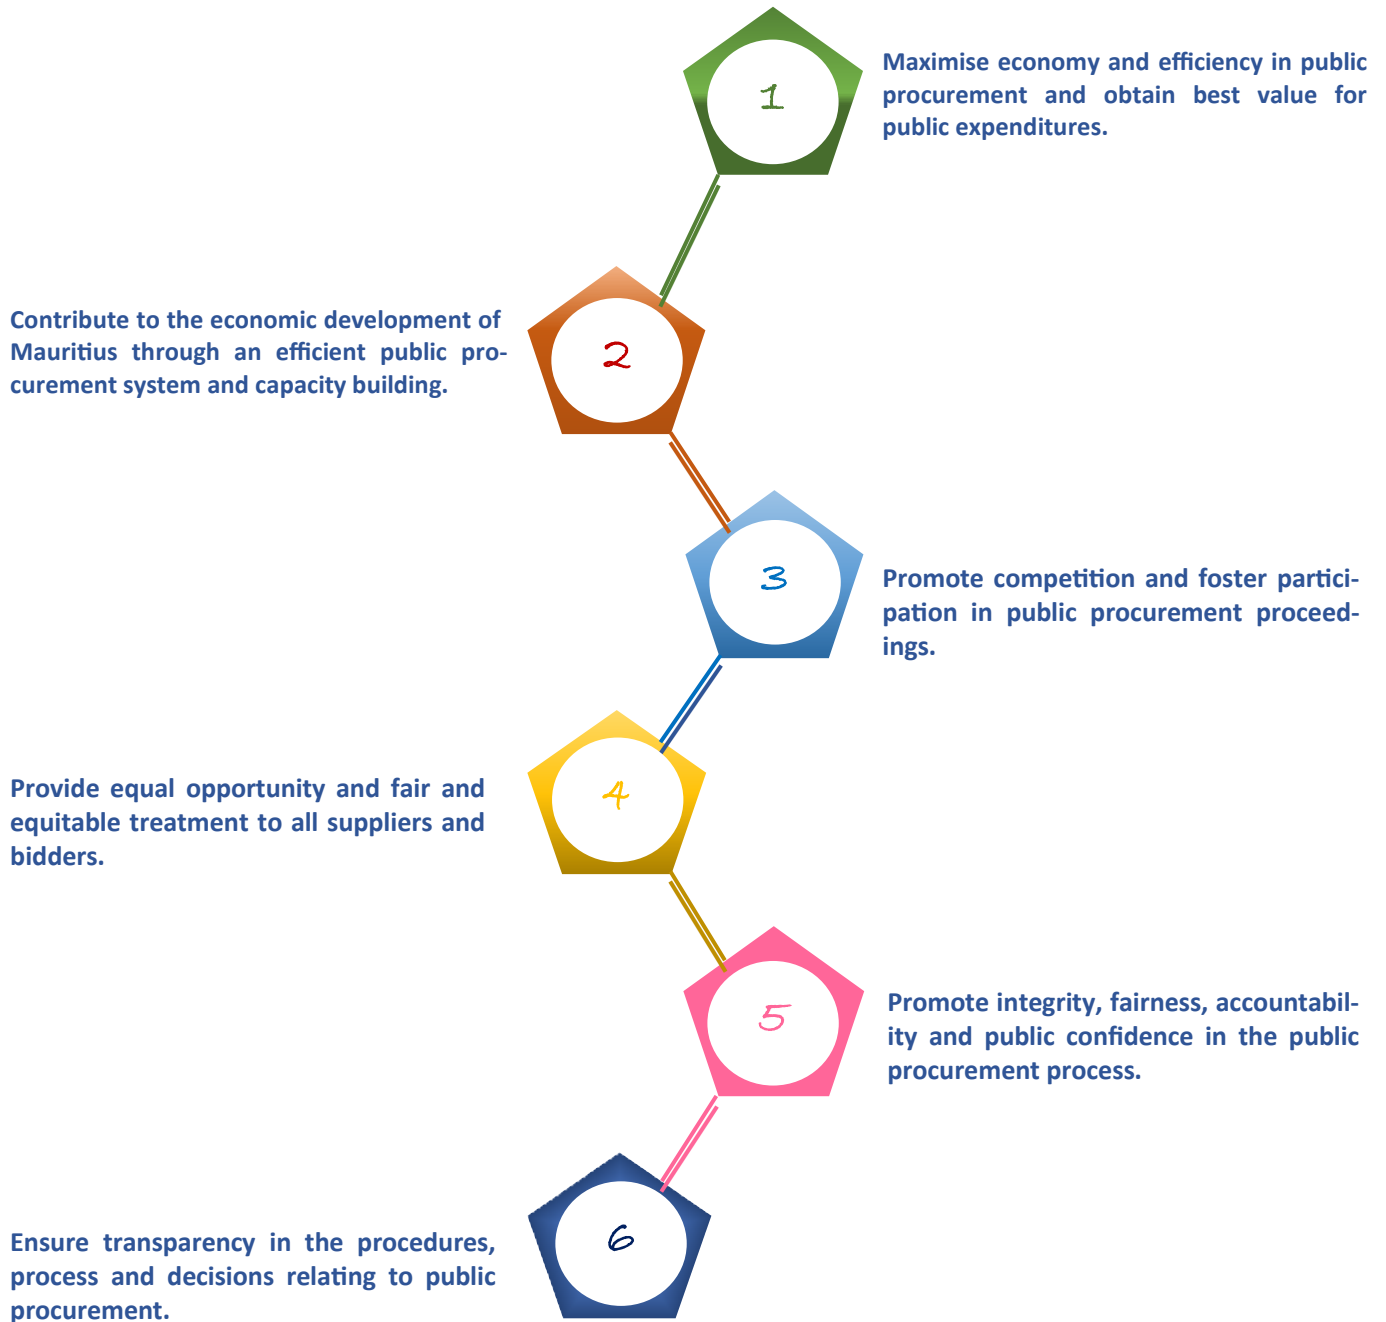 1
Maximise economy and efficiency in public
procurement and obtain best value for
public expenditures.
2
Contribute to the economic development of
Mauritius through an efficient public pro-
curement system and capacity building.
3
Promote competition and foster partici-
pation in public procurement proceed-
ings.
4
Provide equal opportunity and fair and
equitable treatment to all suppliers and
bidders.
5
Promote integrity, fairness, accountabil-
ity and public confidence in the public
procurement process.
6
Ensure transparency in the procedures,
process and decisions relating to public
procurement.